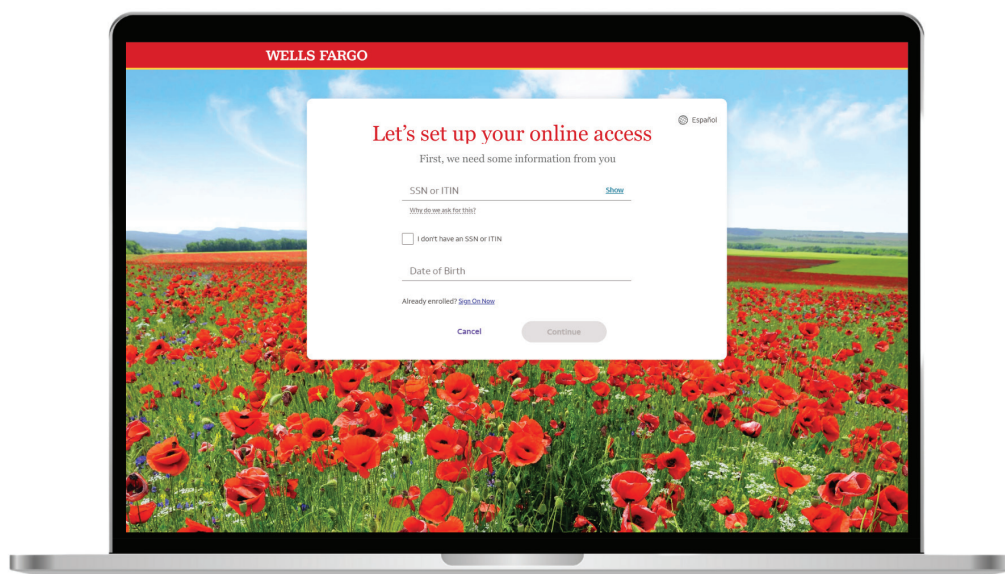 WELLS FARGO
Español
Let's set up your online access
First, we need some information from you
SSN or ITIN Show
Why do we ask for this?
I don't have an SSN or ITIN
Date of Birth
Already enrolled? Sign On Now
Cancel Continue